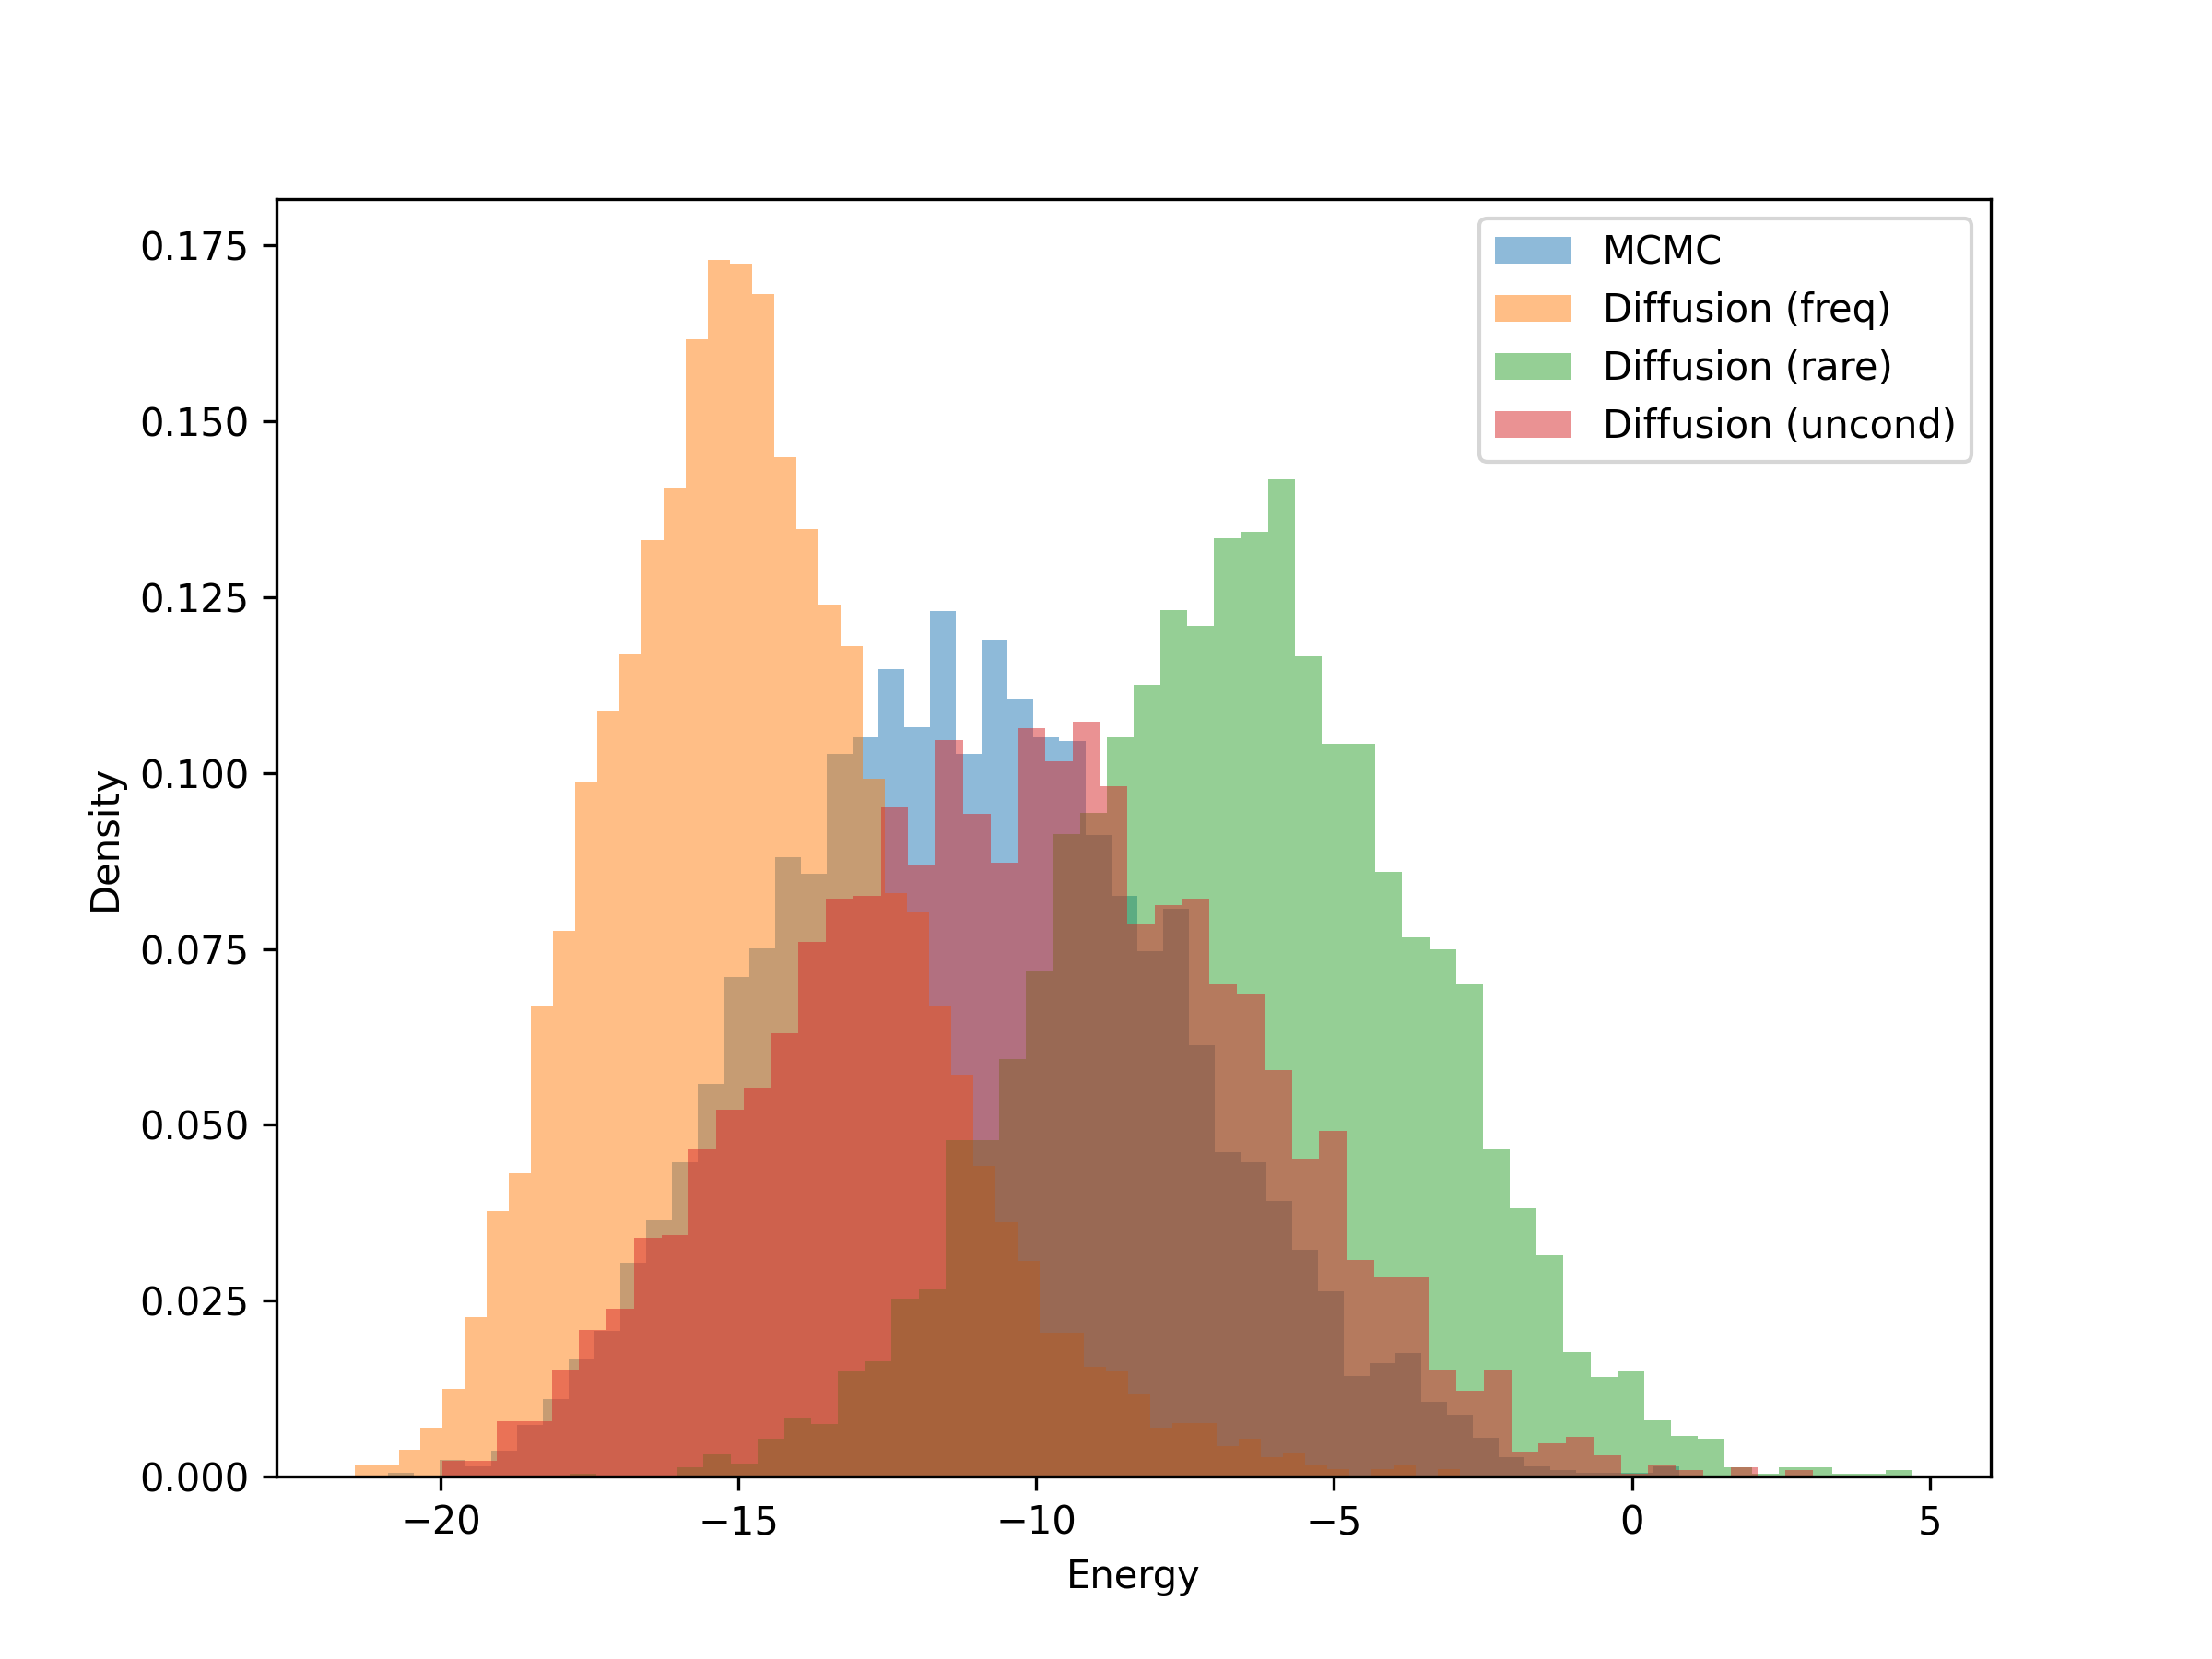 MCMC
Diffusion (freq)
Diffusion (rare)
Diffusion (uncond)
0.175
0.150
0.125
0.100
0.075
0.050
0.025
0.000
Density
−20 −15 −10 −5 0 5
Energy